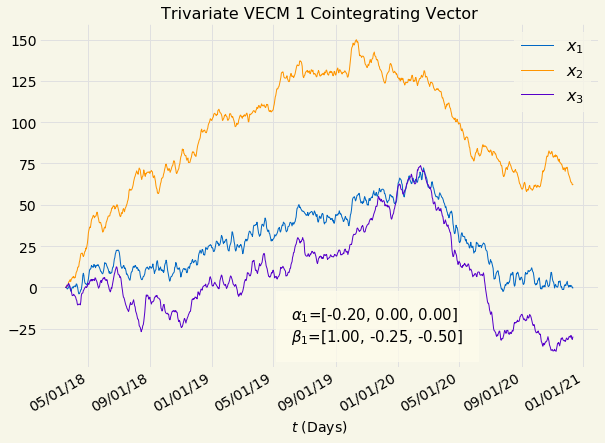 Trivariate VECM 1 Cointegrating Vector
x₁
x₂
x₃
150
125
100
75
50
25
0
−25
α₁=[-0.20, 0.00, 0.00]
β₁=[1.00, -0.25, -0.50]
05/01/18 09/01/18 01/01/19 05/01/19 09/01/19 01/01/20 05/01/20 09/01/20 01/01/21
t (Days)